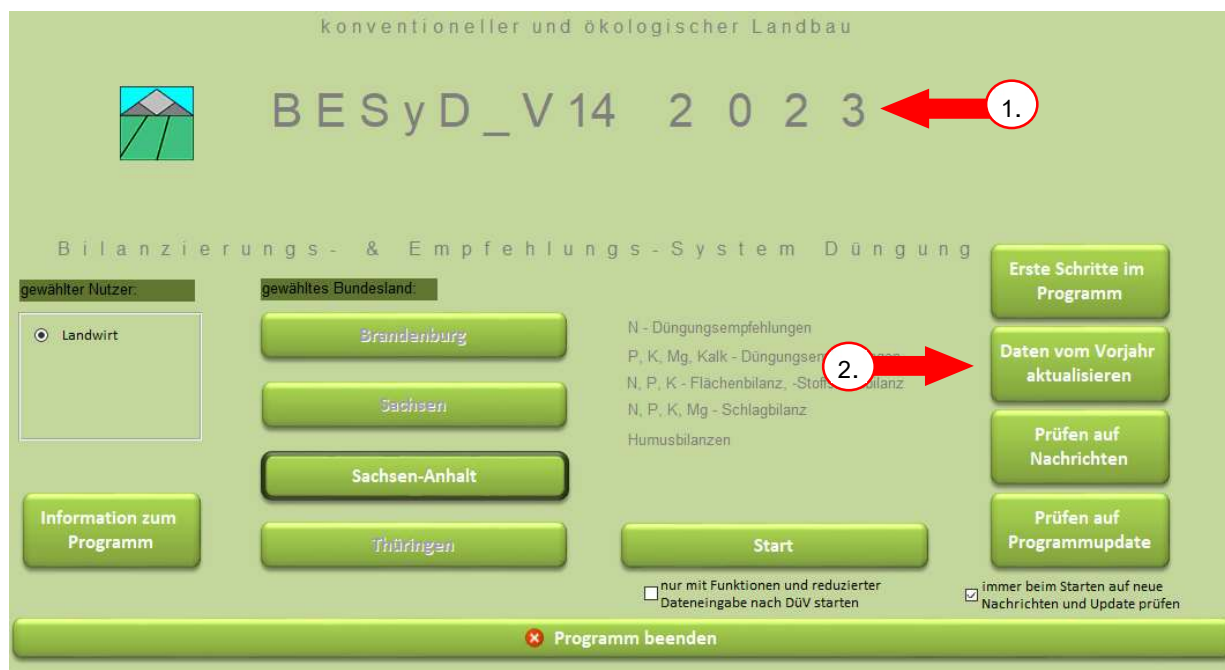 konventioneller und ökologischer Landbau
BESyD_V14 2023
1.
Bilanzierungs- & Empfehlungs-System Düngung
gewählter Nutzer:
Landwirt
Information zum
Programm
gewähltes Bundesland:
Brandenburg
Sachsen
Sachsen-Anhalt
Thüringen
N - Düngungsempfehlungen
P, K, Mg, Kalk - 
2.
N, P, K - Flächenbilanz,
N, P, K, Mg - Schlagbilanz
Humusbilanzen
Start
nur mit Funktionen und reduzierter
Dateneingabe nach DüV starten
Erste Schritte im
Programm
Daten vom Vorjahr
aktualisieren
Prüfen auf
Nachrichten
Prüfen auf
Programmupdate
immer beim Starten auf neue
Nachrichten und Update prüfen
Programm beenden